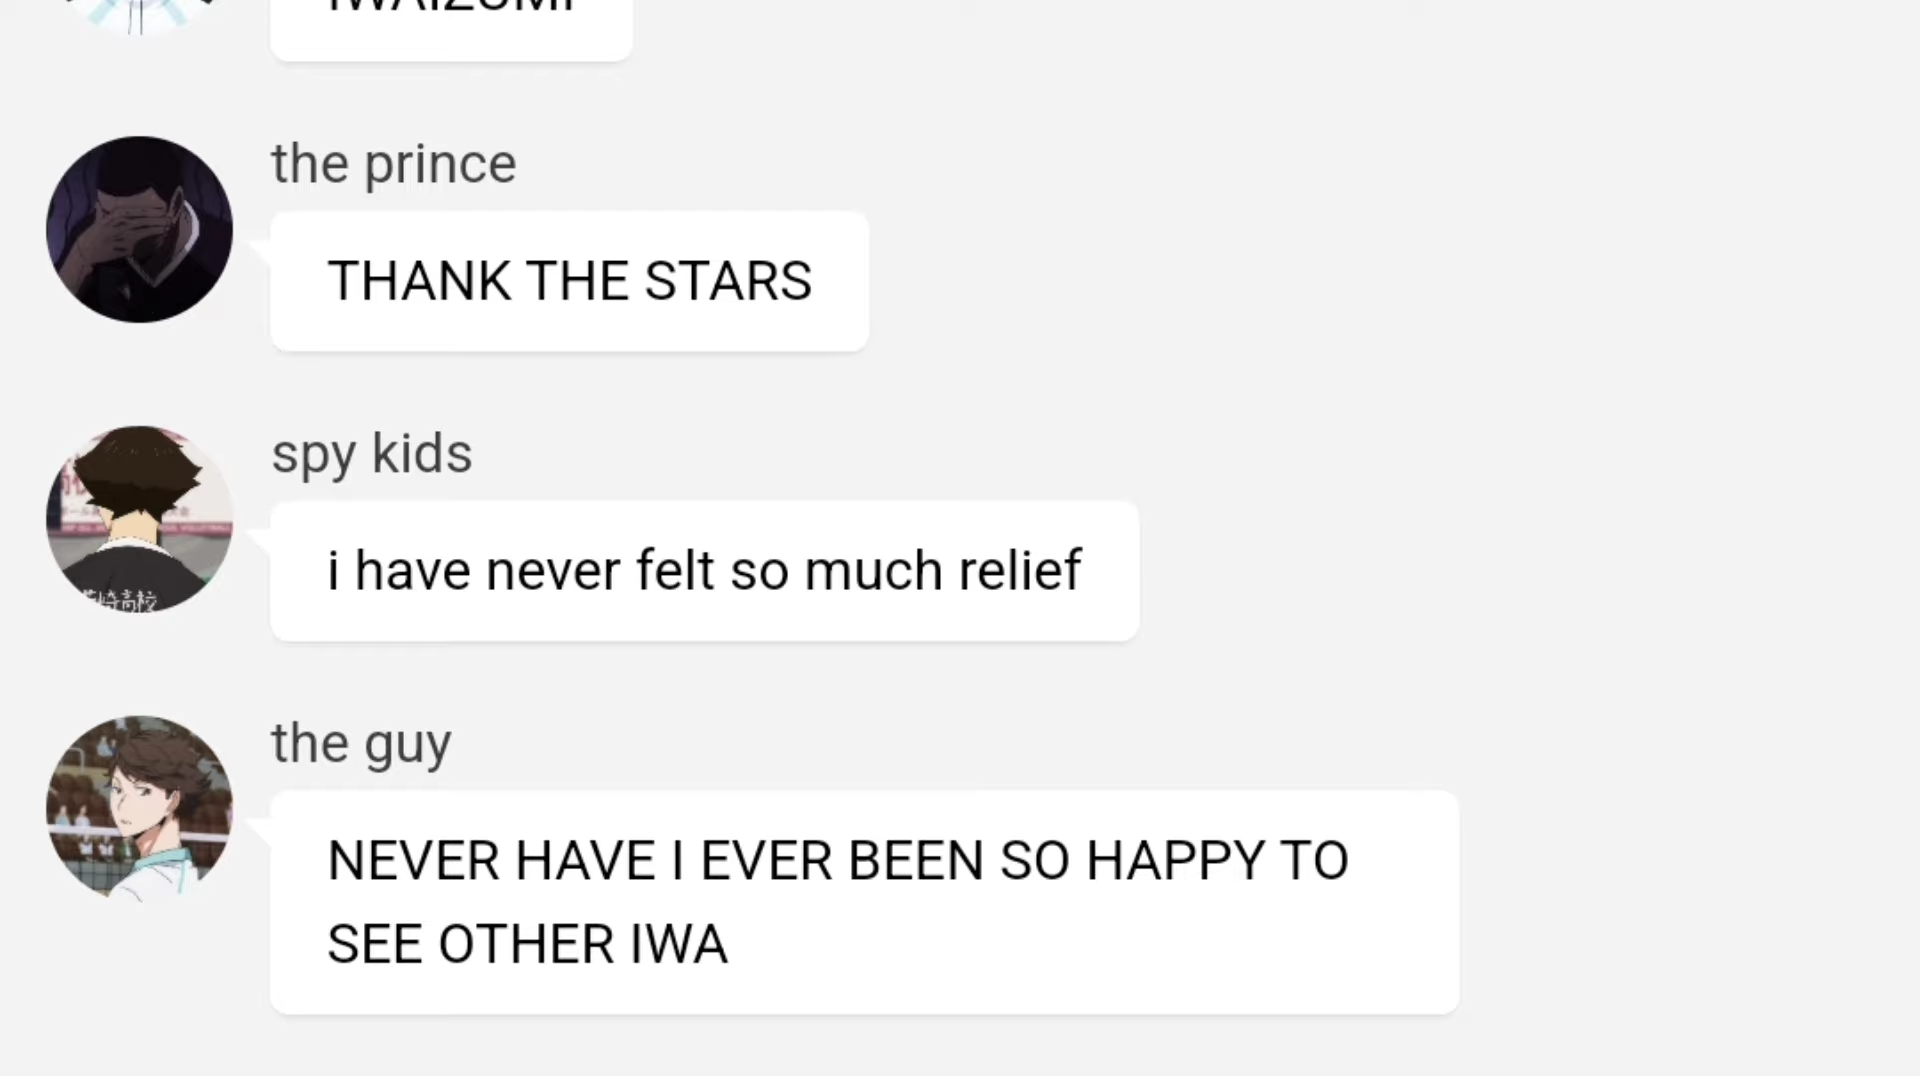 IWAIZUMI
the prince
THANK THE STARS
spy kids
i have never felt so much relief
the guy
NEVER HAVE I EVER BEEN SO HAPPY TO
SEE OTHER IWA